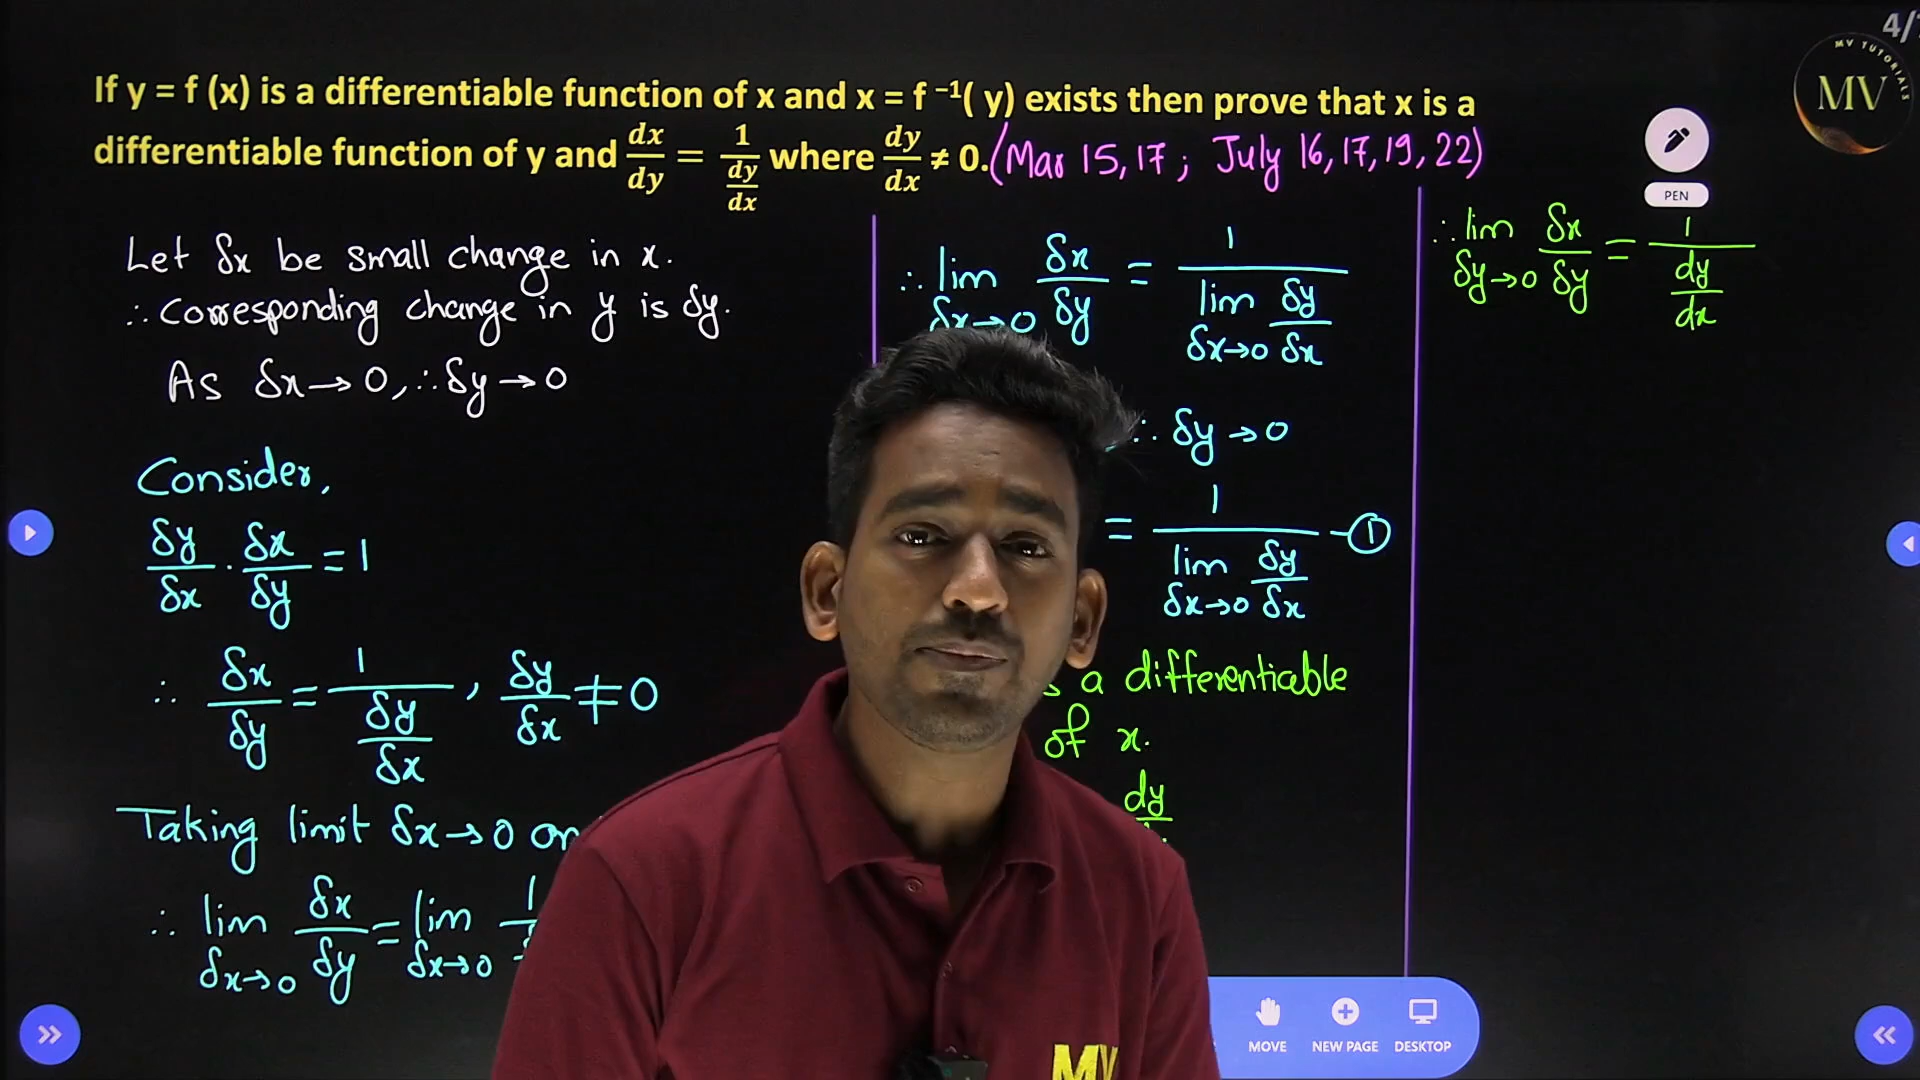 4/
MV TUTORIALS
MV
If y = f (x) is a differentiable function of x and x = f ⁻¹( y) exists then prove that x is a
differentiable function of y and dx/dy = 1/(dy/dx) where dy/dx ≠ 0. (Mar 15, 17 ; July 16, 17, 19, 22)
PEN
Let δx be small change in x.
∴ Corresponding change in y is δy.
As δx → 0, ∴ δy → 0
Consider,
δy/δx · δx/δy = 1
∴ δx/δy = 1/(δy/δx) , δy/δx ≠ 0
Taking limit δx → 0 on
∴ lim δx→0 δx/δy = lim δx→0 1
∴ lim δx→0 δx/δy = 1/(lim δx→0 δy/δx)
∴ δy → 0
= 1/(lim δx→0 δy/δx) — ①
a differenticable
of x.
dy
∴ lim δy→0 δx/δy = 1/(dy/dx)
MOVE
NEW PAGE
DESKTOP
MV